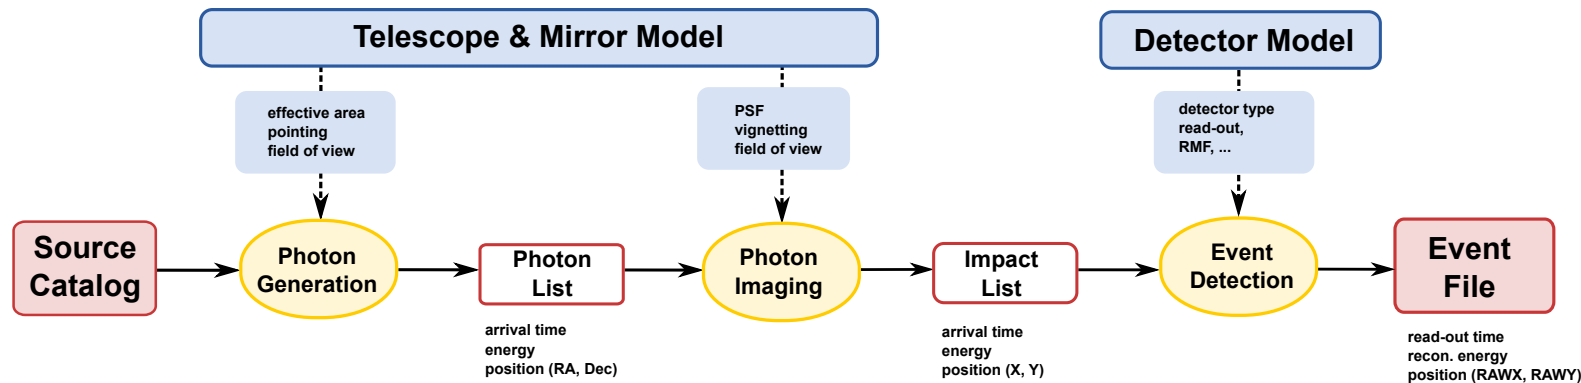 Telescope & Mirror Model
Detector Model
effective area
pointing
field of view
PSF
vignetting
field of view
detector type
read-out,
RMF, ...
Source
Catalog
Photon
Generation
Photon
List
Photon
Imaging
Impact
List
Event
Detection
Event
File
arrival time
energy
position (RA, Dec)
arrival time
energy
position (X, Y)
read-out time
recon. energy
position (RAWX, RAWY)